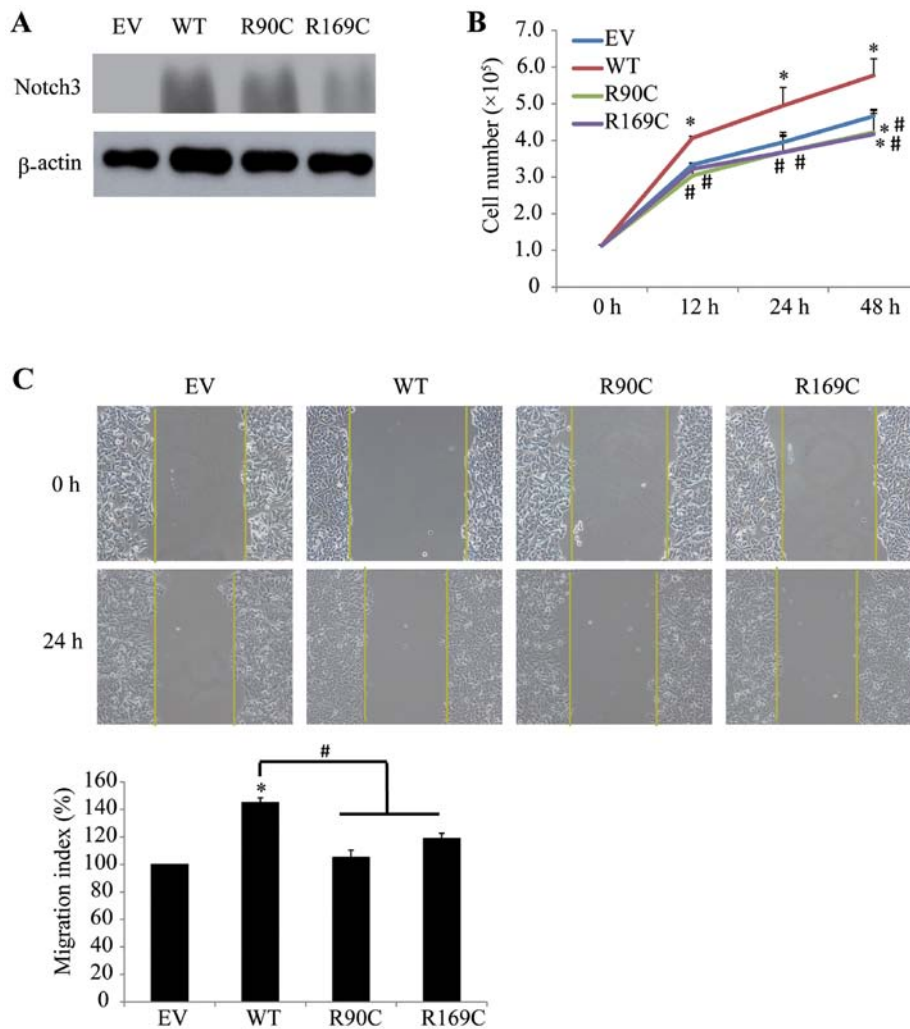 A
EV WT R90C R169C
Notch3
β-actin
B
EV
WT
R90C
R169C
Cell number (×10⁵)
7.0
6.0
5.0
4.0
3.0
2.0
1.0
0
0 h 12 h 24 h 48 h
*
*
*
# #
# #
* #
* #
C
EV WT R90C R169C
0 h
24 h
Migration index (%)
160
140
120
100
80
60
40
20
0
*
#
EV WT R90C R169C